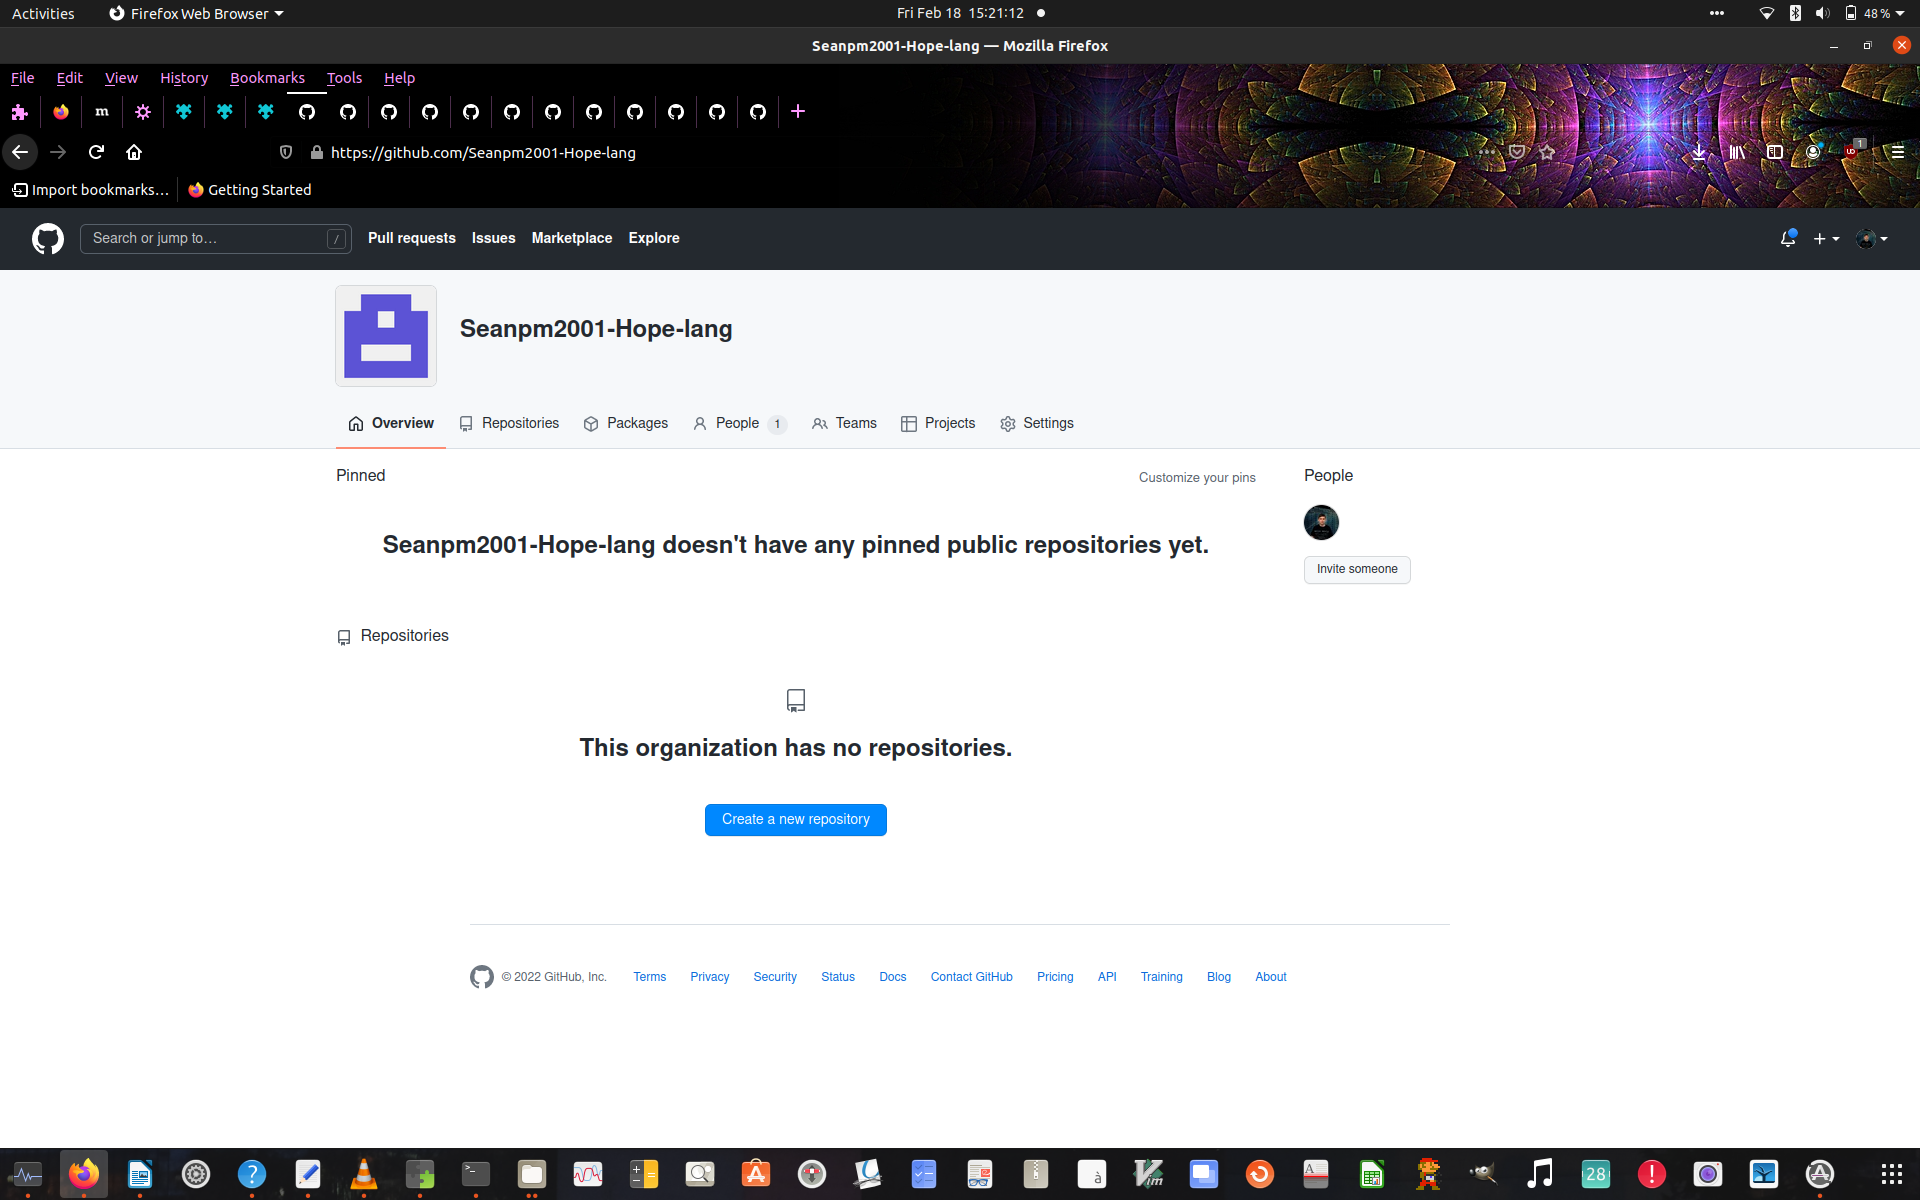 Activities Firefox Web Browser Fri Feb 18 15:21:12 48 %
Seanpm2001-Hope-lang — Mozilla Firefox
File Edit View History Bookmarks Tools Help
m
https://github.com/Seanpm2001-Hope-lang 1
Import bookmarks… Getting Started
Search or jump to… / Pull requests Issues Marketplace Explore
Seanpm2001-Hope-lang
Overview Repositories Packages People 1 Teams Projects Settings
Pinned Customize your pins People
Seanpm2001-Hope-lang doesn't have any pinned public repositories yet.
Invite someone
Repositories
This organization has no repositories.
Create a new repository
© 2022 GitHub, Inc. Terms Privacy Security Status Docs Contact GitHub Pricing API Training Blog About
28